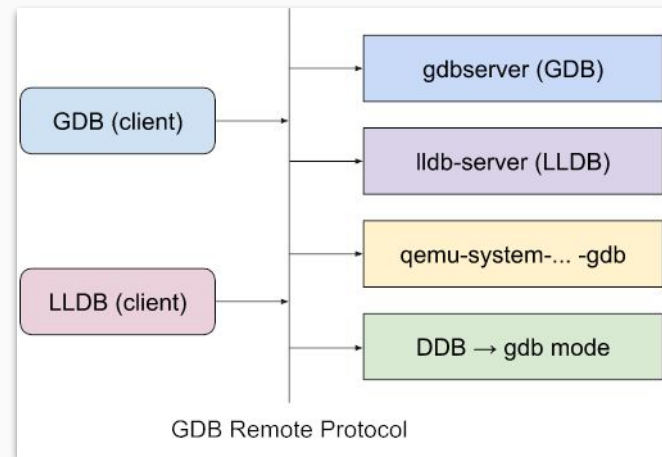 GDB (client)
LLDB (client)
gdbserver (GDB)
lldb-server (LLDB)
qemu-system-... -gdb
DDB → gdb mode
GDB Remote Protocol